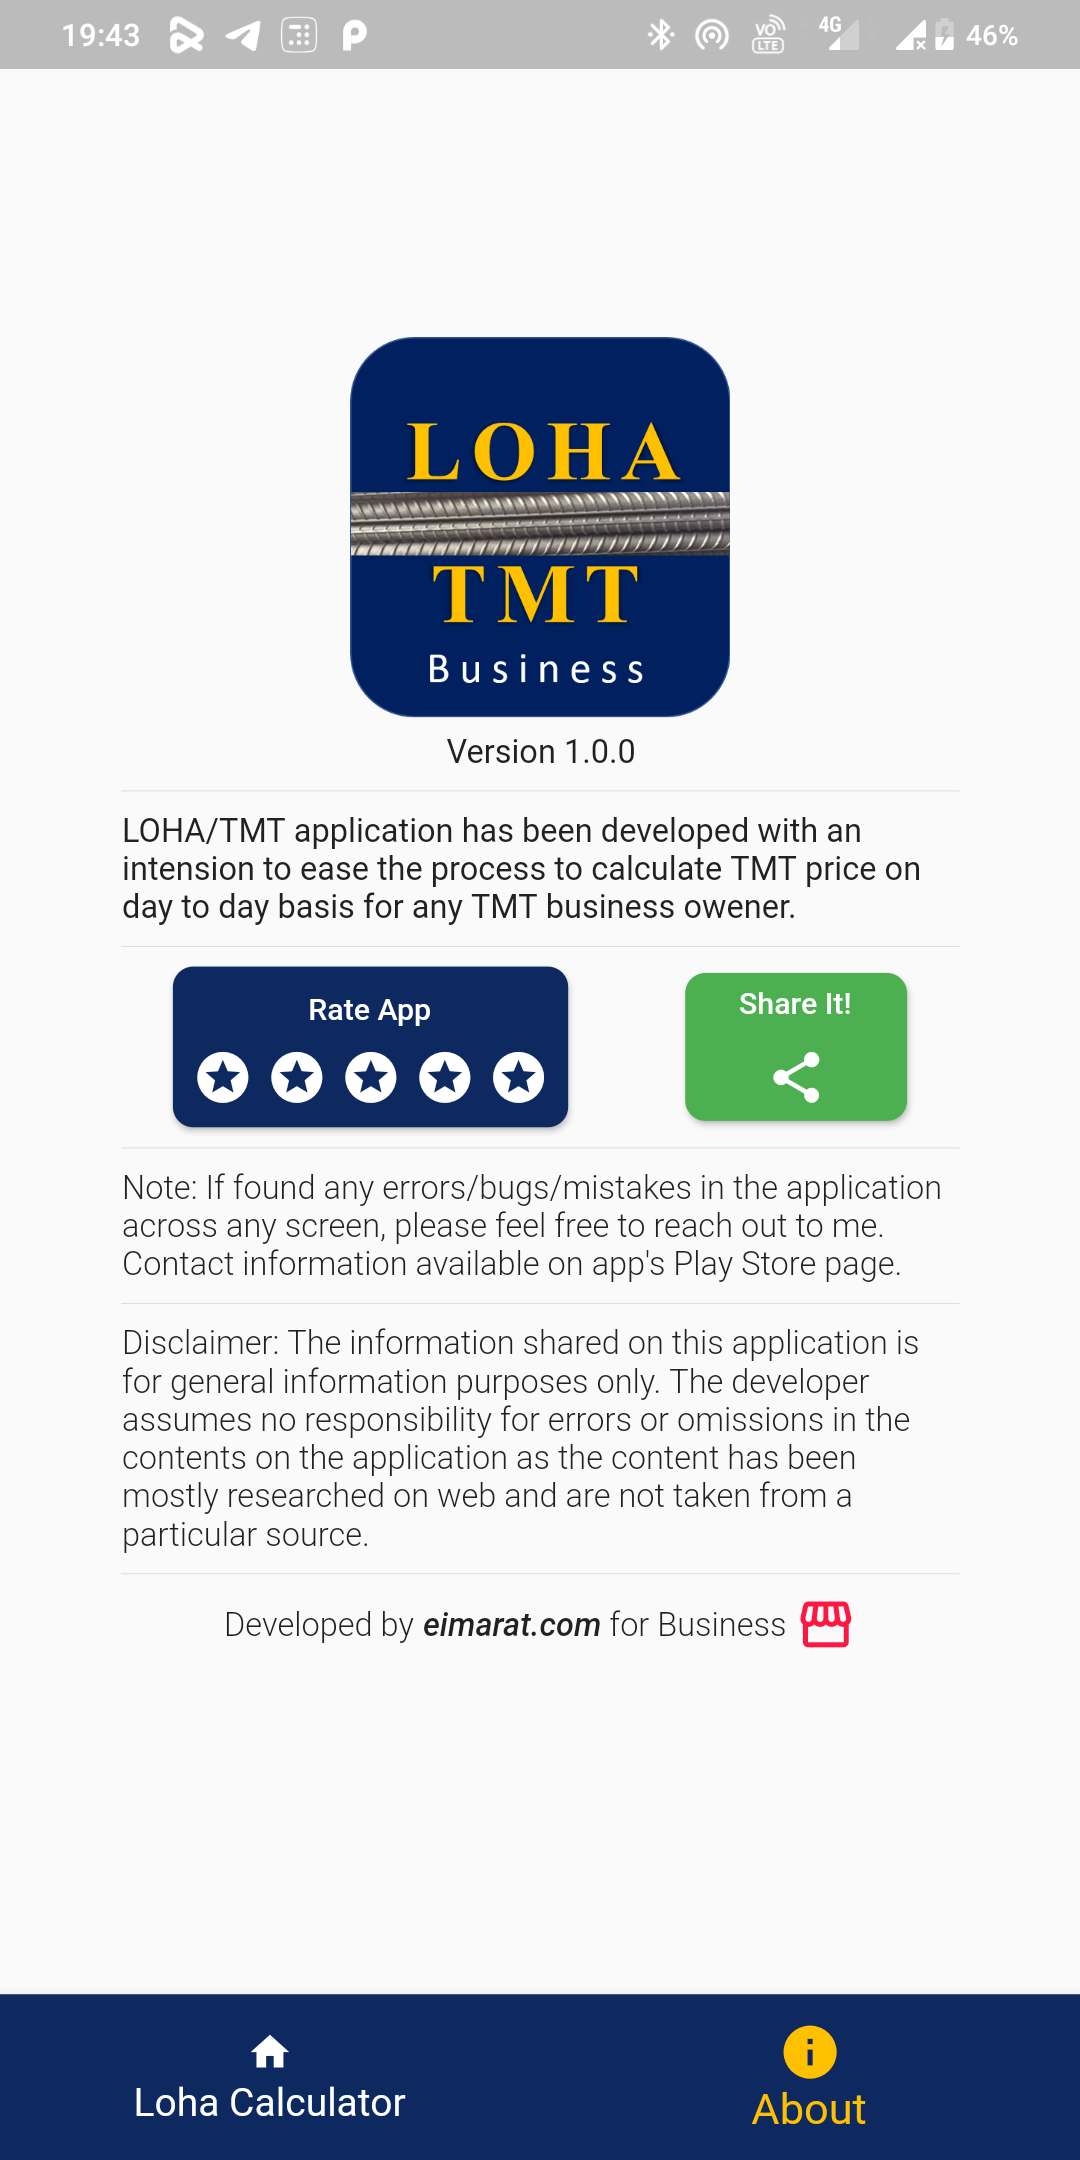 19:43
VO
LTE
4G
46%
LOHA
TMT
Business
Version 1.0.0
LOHA/TMT application has been developed with an
intension to ease the process to calculate TMT price on
day to day basis for any TMT business owener.
Rate App
Share It!
Note: If found any errors/bugs/mistakes in the application
across any screen, please feel free to reach out to me.
Contact information available on app's Play Store page.
Disclaimer: The information shared on this application is
for general information purposes only. The developer
assumes no responsibility for errors or omissions in the
contents on the application as the content has been
mostly researched on web and are not taken from a
particular source.
Developed by eimarat.com for Business
Loha Calculator
About